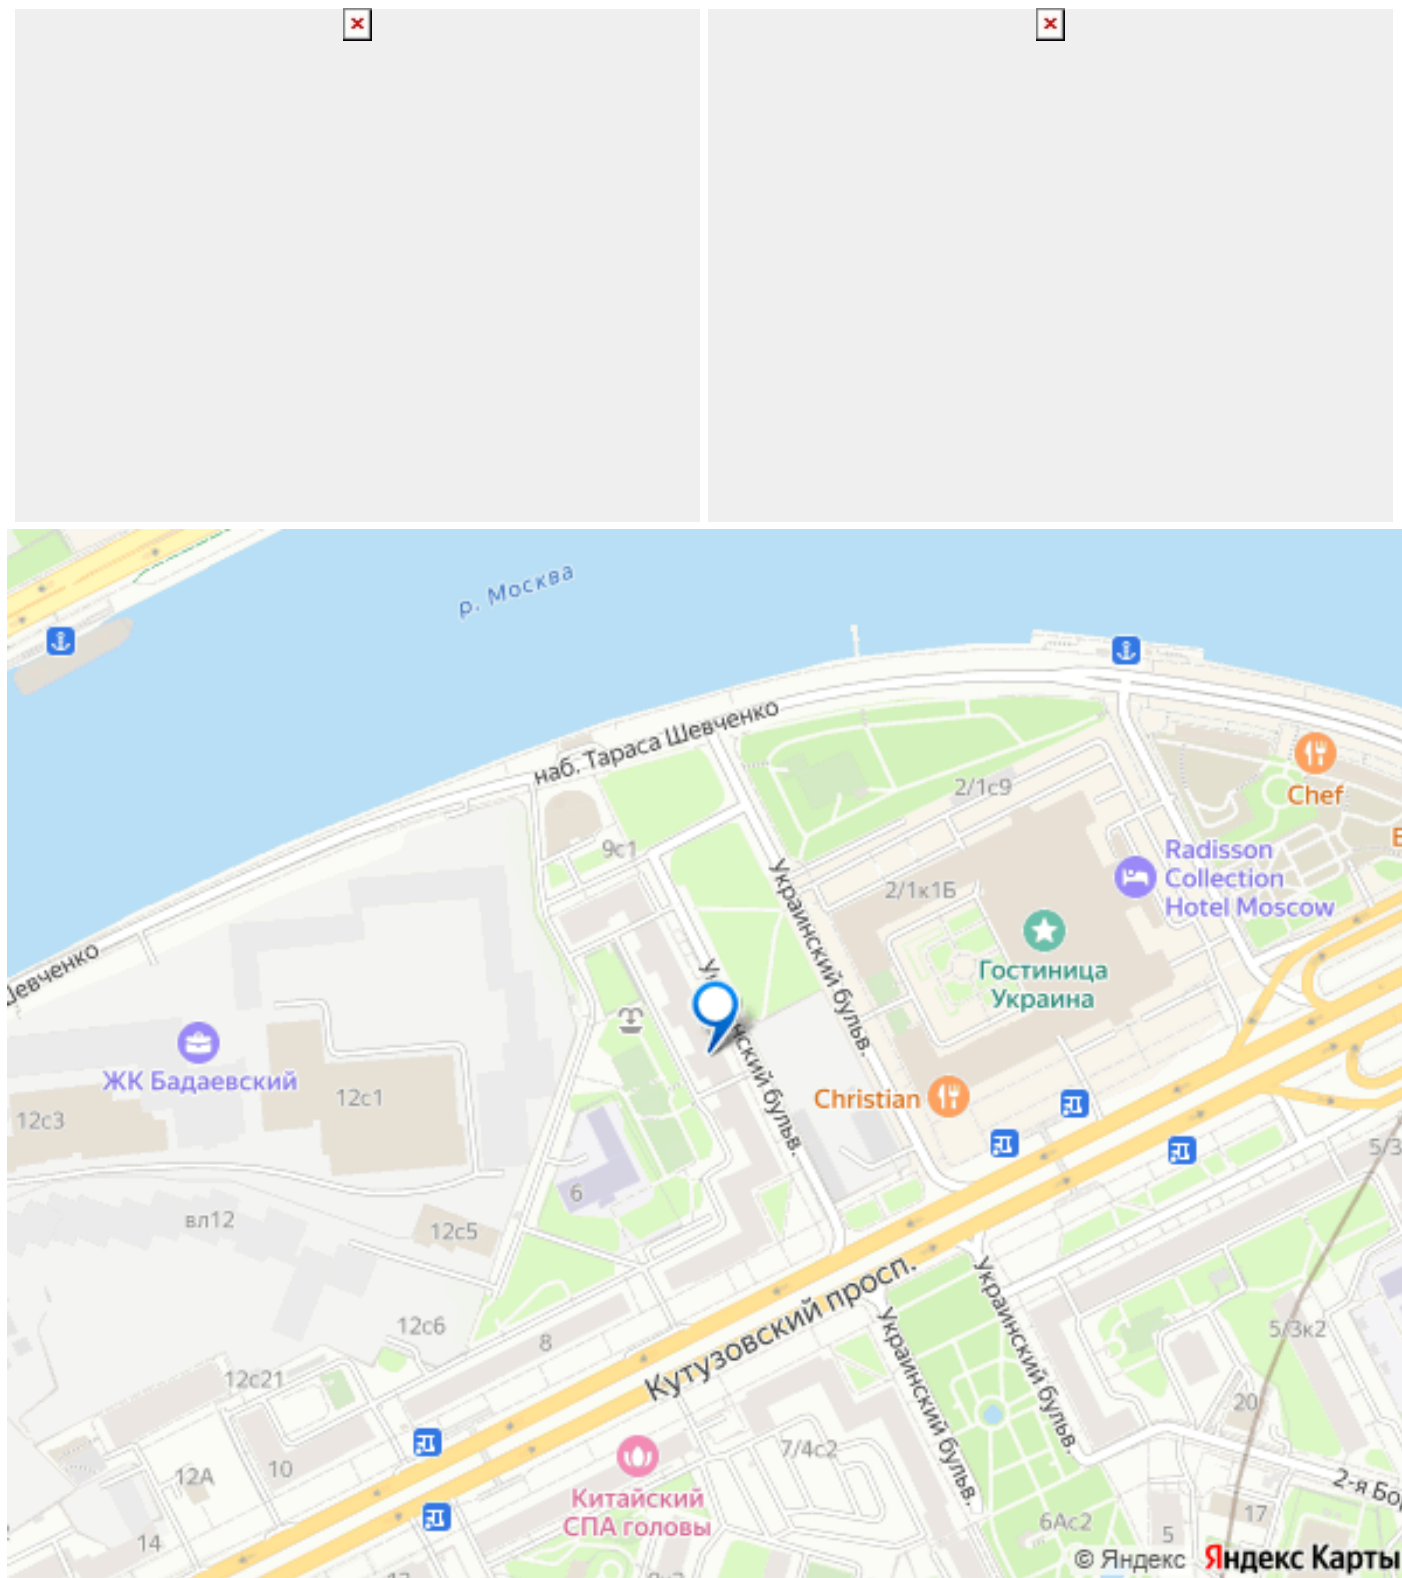 р. Москва
наб. Тараса Шевченко
2/1с9
Chef
9с1
Radisson
Collection
Hotel Moscow
2/1к1Б
Украинский бульв.
Гостиница
Украина
Шевченко
ЖК Бадаевский
12с1
12с3
Christian
нский бульв.
5/3
6
вл12
12с5
Кутузовский просп.
Украинский бульв.
Украинский бульв.
12с6
8
5/3к2
12с21
20
7/4с2
12А
10
Китайский
СПА головы
2-я Бор
17
6Ас2
5
14
© Яндекс
Яндекс Карты